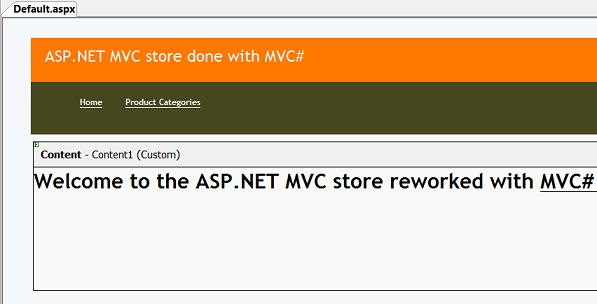 Default.aspx
ASP.NET MVC store done with MVC#
Home Product Categories
Content - Content1 (Custom)
Welcome to the ASP.NET MVC store reworked with MVC#